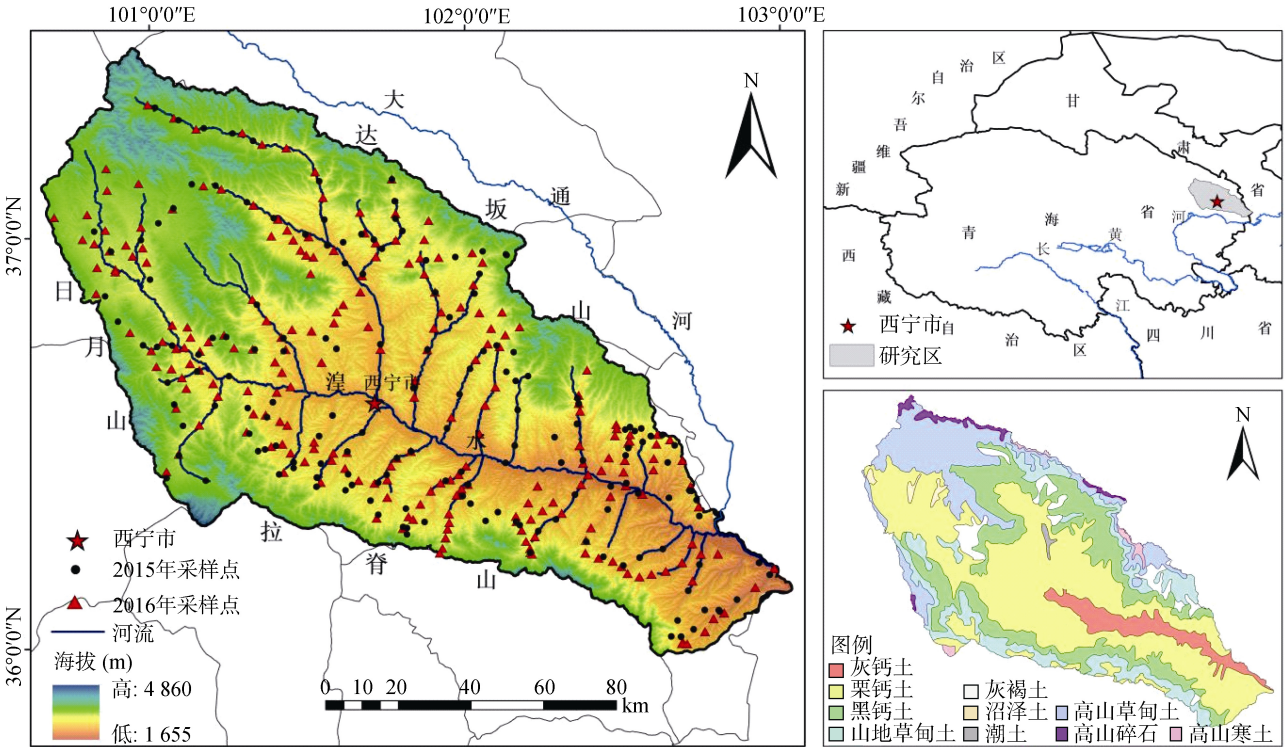 101°0′0″E
102°0′0″E
103°0′0″E
37°0′0″N
36°0′0″N
N
大
达
坂
通
山
河
日
月
山
湟
西宁市
水
拉
脊
山
西宁市
2015年采样点
2016年采样点
河流
海拔 (m)
高: 4 860
低: 1 655
0 10 20 40 60 80
km
新
疆
维
吾
尔
自
治
区
甘
肃
省
青
海
省
河
黄
长
江
西
藏
自
治
区
四
川
省
西宁市
研究区
N
图例
灰钙土
栗钙土
黑钙土
山地草甸土
灰褐土
沼泽土
潮土
高山草甸土
高山碎石
高山寒土